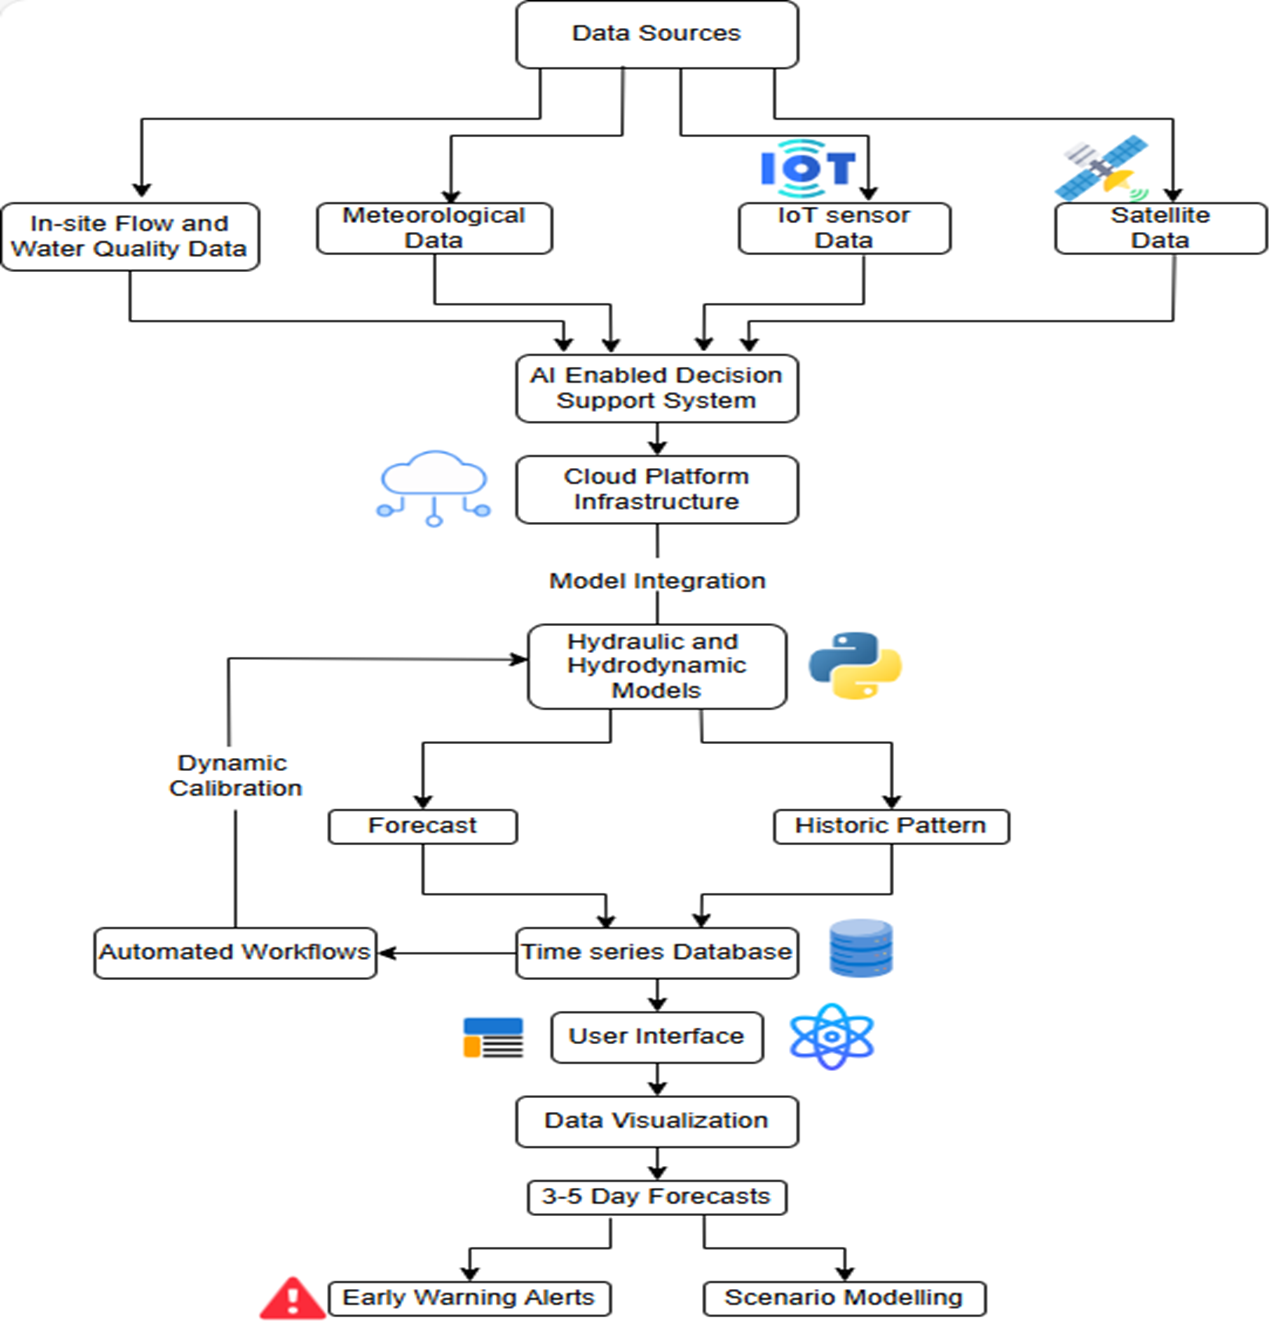 Data Sources
IoT
In-site Flow and
Water Quality Data
Meteorological
Data
IoT sensor
Data
Satellite
Data
AI Enabled Decision
Support System
Cloud Platform
Infrastructure
Model Integration
Hydraulic and
Hydrodynamic
Models
Dynamic
Calibration
Forecast
Historic Pattern
Automated Workflows
Time series Database
User Interface
Data Visualization
3-5 Day Forecasts
Early Warning Alerts
Scenario Modelling